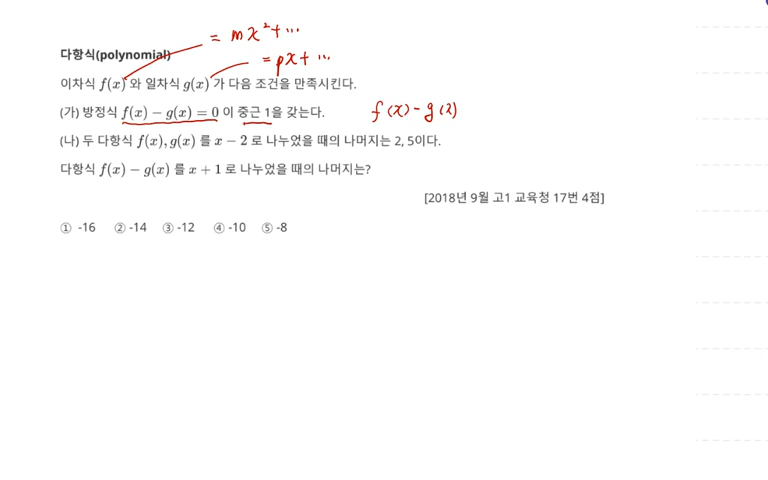 = mx² + ...
다항식(polynomial)
= px + ...
이차식 f(x) 와 일차식 g(x) 가 다음 조건을 만족시킨다.
(가) 방정식 f(x) − g(x) = 0 이 중근 1을 갖는다. f(x) - g(x)
(나) 두 다항식 f(x), g(x) 를 x − 2 로 나누었을 때의 나머지는 2, 5이다.
다항식 f(x) − g(x) 를 x + 1 로 나누었을 때의 나머지는?
[2018년 9월 고1 교육청 17번 4점]
① -16 ② -14 ③ -12 ④ -10 ⑤ -8